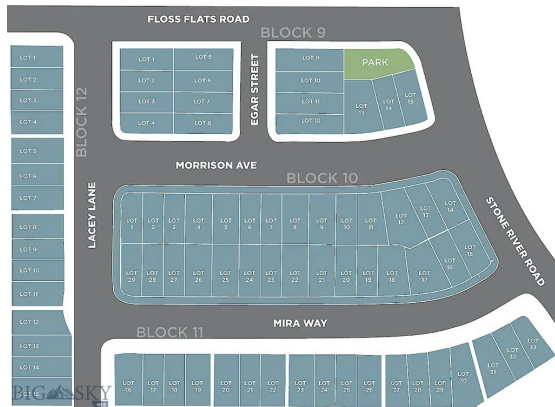 FLOSS FLATS ROAD
BLOCK 9
LOT 1
LOT 2
LOT 3
LOT 4
LOT 5
LOT 6
LOT 7
LOT 8
LOT 9
LOT 10
LOT 11
LOT 12
LOT 13
LOT 14
BLOCK 12
LACEY LANE
LOT 1
LOT 2
LOT 3
LOT 4
LOT 5
LOT 6
LOT 7
LOT 8
EGAR STREET
LOT 9
LOT 10
LOT 11
LOT 12
PARK
LOT 13
LOT 14
LOT 15
MORRISON AVE
BLOCK 10
LOT 1
LOT 2
LOT 3
LOT 4
LOT 5
LOT 6
LOT 7
LOT 8
LOT 9
LOT 10
LOT 11
LOT 12
LOT 13
LOT 14
LOT 15
LOT 16
LOT 17
LOT 18
LOT 19
LOT 20
LOT 21
LOT 22
LOT 23
LOT 24
LOT 25
LOT 26
LOT 27
LOT 28
LOT 29
STONE RIVER ROAD
MIRA WAY
BLOCK 11
LOT 16
LOT 17
LOT 18
LOT 19
LOT 20
LOT 21
LOT 22
LOT 23
LOT 24
LOT 25
LOT 26
LOT 27
LOT 28
LOT 29
LOT 30
LOT 31
LOT 32
LOT 33
BIG SKY